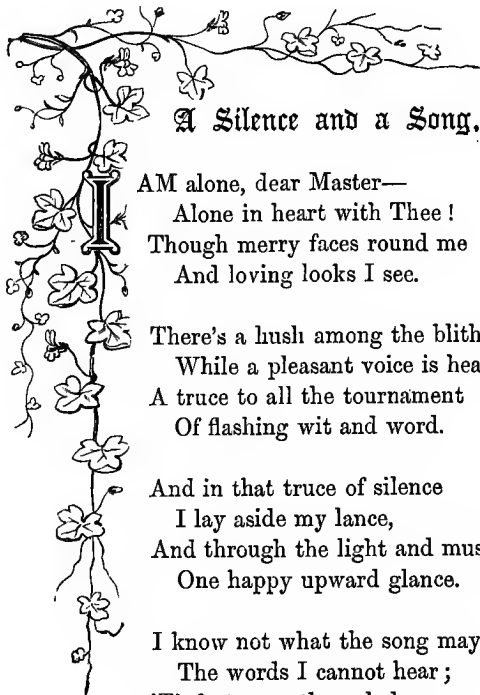 A Silence and a Song.
I AM alone, dear Master—
Alone in heart with Thee!
Though merry faces round me
And loving looks I see.
There's a hush among the blith
While a pleasant voice is hea
A truce to all the tournament
Of flashing wit and word.
And in that truce of silence
I lay aside my lance,
And through the light and mus
One happy upward glance.
I know not what the song may
The words I cannot hear;